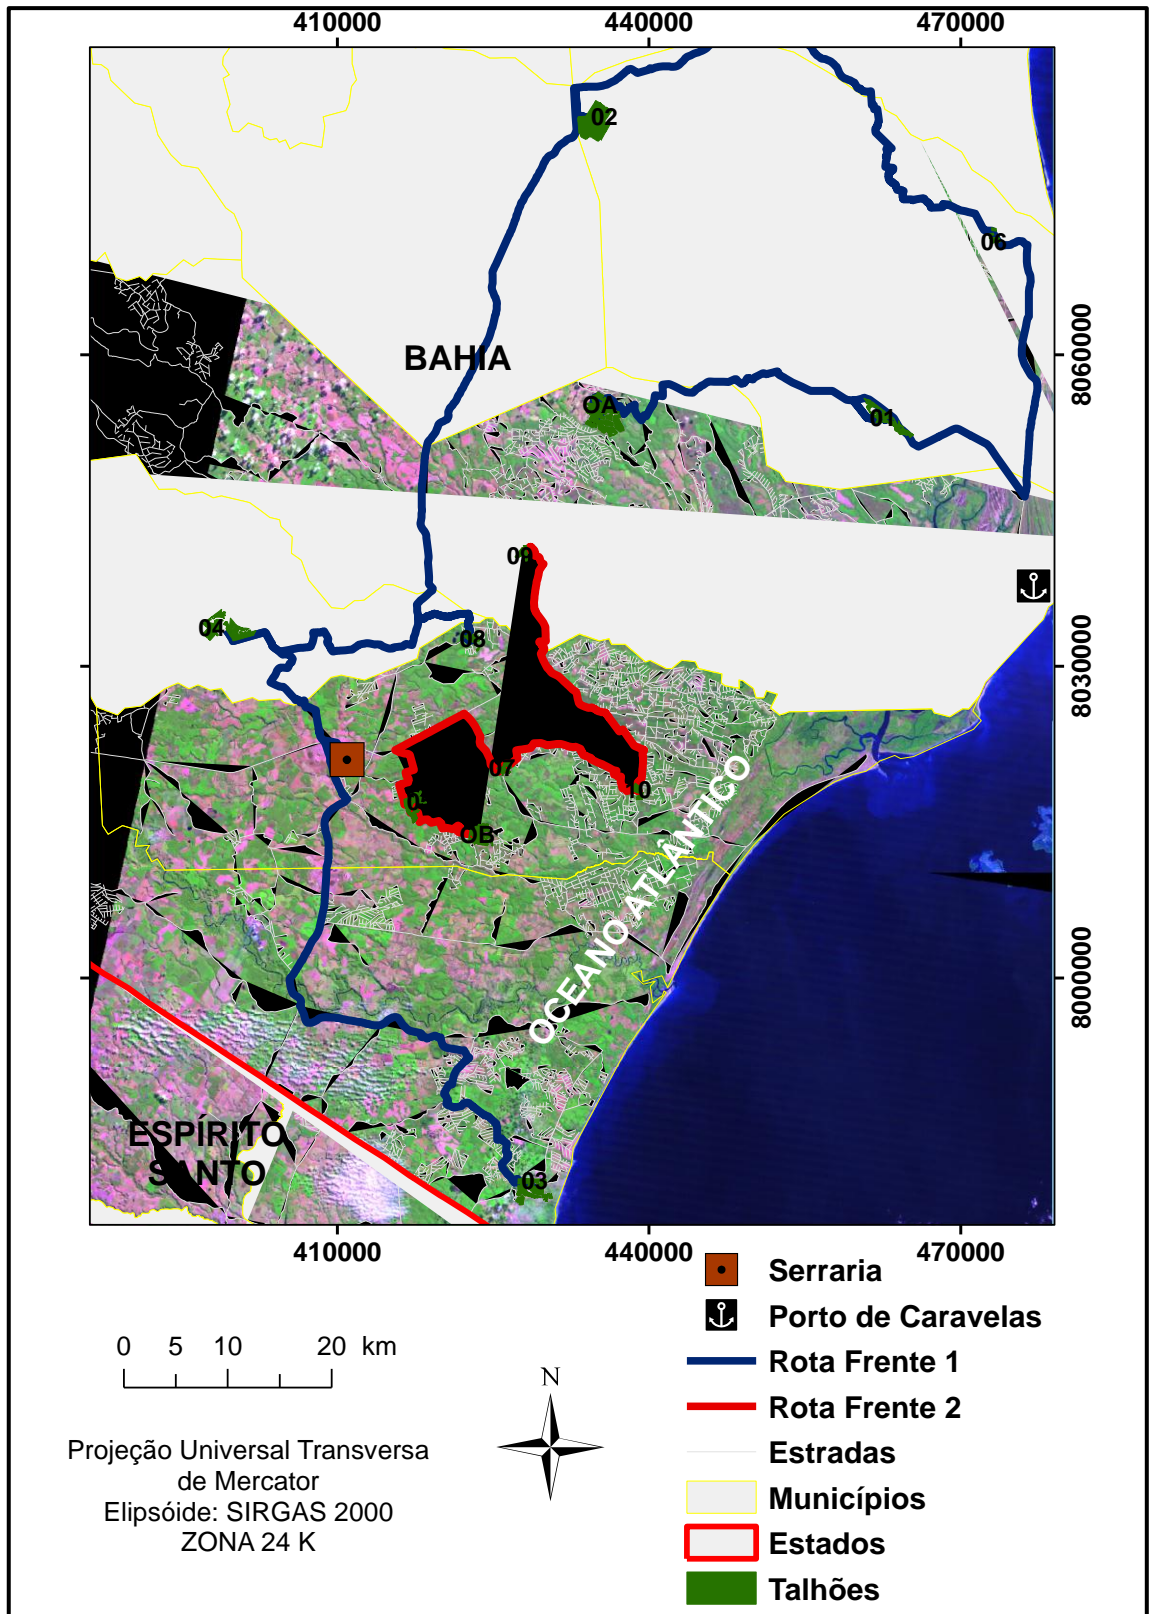 410000 440000 470000
02
06
8060000
BAHIA
OA
01
09
04
08
8030000
07
10
OB
OCEANO ATLÂNTICO
8000000
ESPÍRITO
SANTO
03
410000 440000 470000
Serraria
Porto de Caravelas
0 5 10 20 km
Rota Frente 1
N
Rota Frente 2
Projeção Universal Transversa
de Mercator
Elipsóide: SIRGAS 2000
ZONA 24 K
Estradas
Municípios
Estados
Talhões